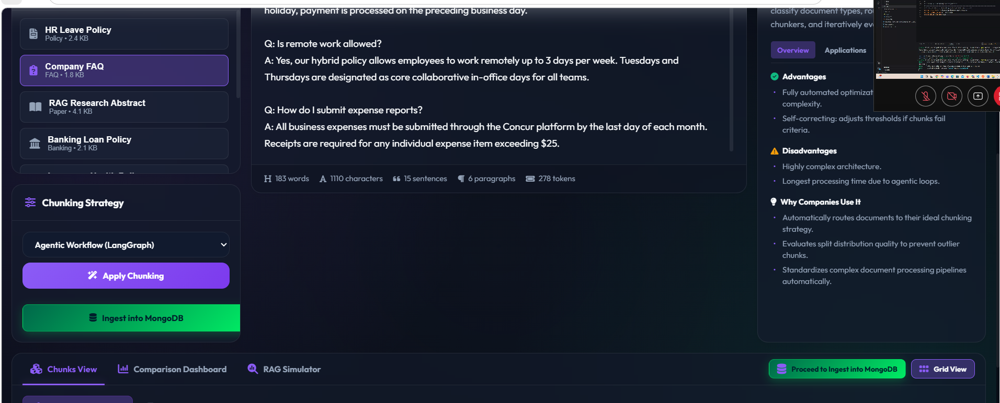 HR Leave Policy
Policy • 2.4 KB
Company FAQ
FAQ • 1.8 KB
RAG Research Abstract
Paper • 4.1 KB
Banking Loan Policy
Banking • 2.1 KB
Chunking Strategy
Agentic Workflow (LangGraph)
Apply Chunking
Ingest into MongoDB
holiday, payment is processed on the preceding business day.
Q: Is remote work allowed?
A: Yes, our hybrid policy allows employees to work remotely up to 3 days per week. Tuesdays and
Thursdays are designated as core collaborative in-office days for all teams.
Q: How do I submit expense reports?
A: All business expenses must be submitted through the Concur platform by the last day of each month.
Receipts are required for any individual expense item exceeding $25.
183 words 1110 characters 15 sentences 6 paragraphs 278 tokens
classify document types,
chunkers, and iteratively
Overview Applications
Advantages
• Fully automated
complexity.
• Self-correcting: adjusts thresholds if chunks fail
criteria.
Disadvantages
• Highly complex architecture.
• Longest processing time due to agentic loops.
Why Companies Use It
• Automatically routes documents to their ideal chunking
strategy.
• Evaluates split distribution quality to prevent outlier
chunks.
• Standardizes complex document processing pipelines
automatically.
Chunks View Comparison Dashboard RAG Simulator Proceed to Ingest into MongoDB Grid View